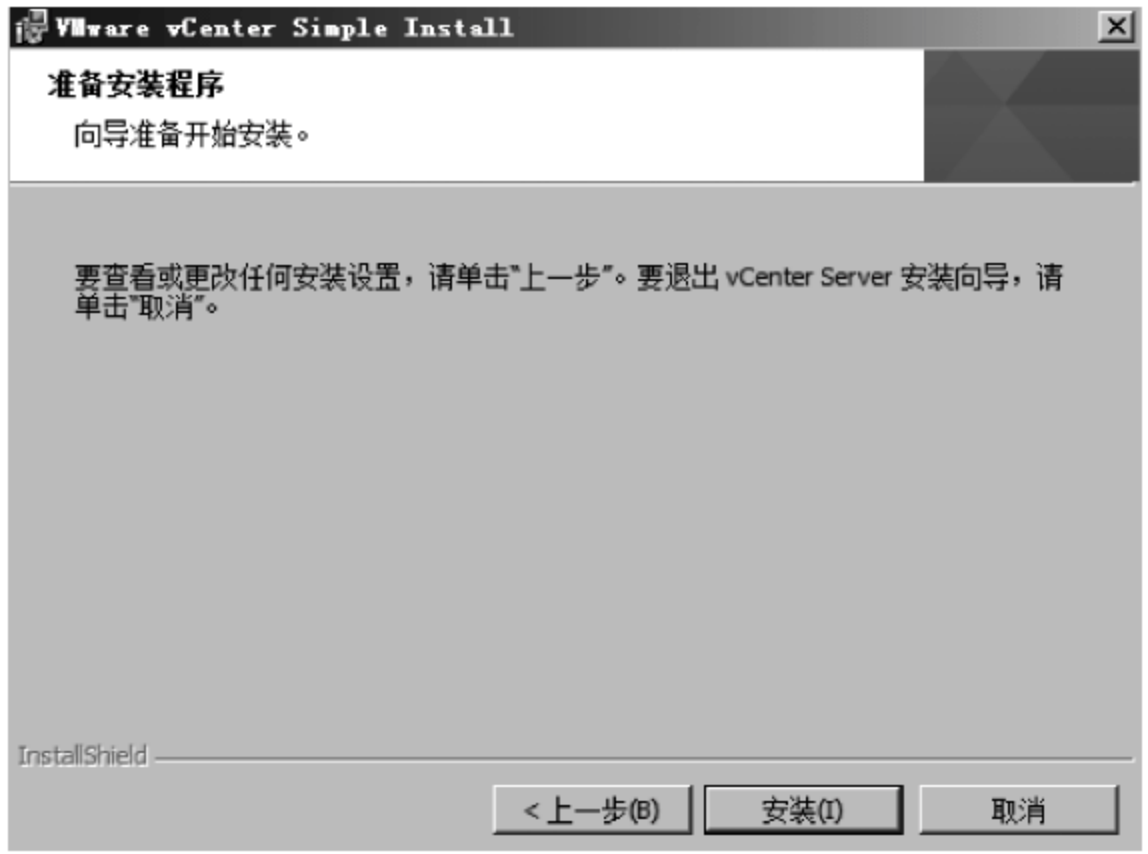 VMware vCenter Simple Install
准备安装程序
向导准备开始安装。
要查看或更改任何安装设置，请单击"上一步"。要退出 vCenter Server 安装向导，请
单击"取消"。
InstallShield
< 上一步(B)
安装(I)
取消